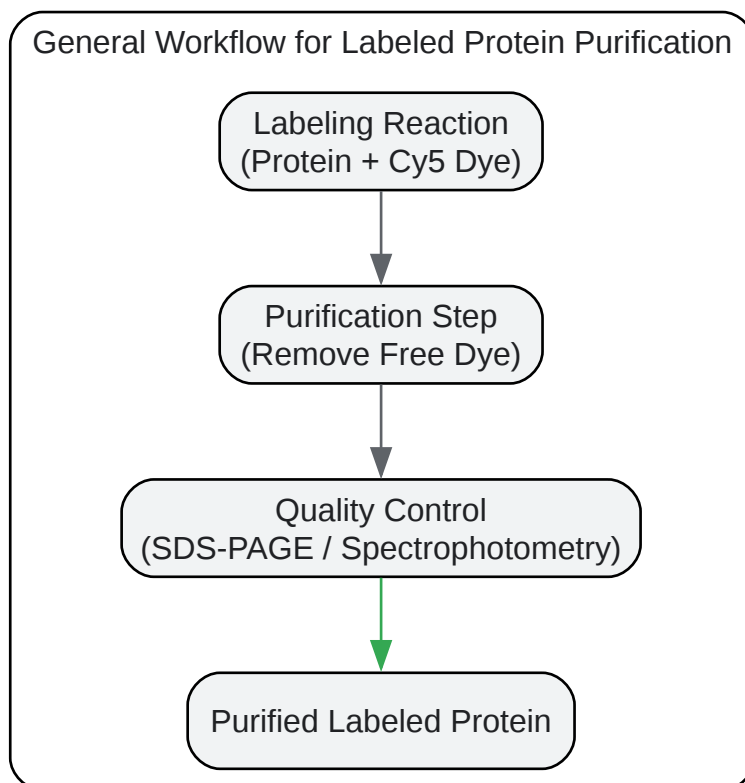 General Workflow for Labeled Protein Purification
Labeling Reaction
(Protein + Cy5 Dye)
Purification Step
(Remove Free Dye)
Quality Control
(SDS-PAGE / Spectrophotometry)
Purified Labeled Protein